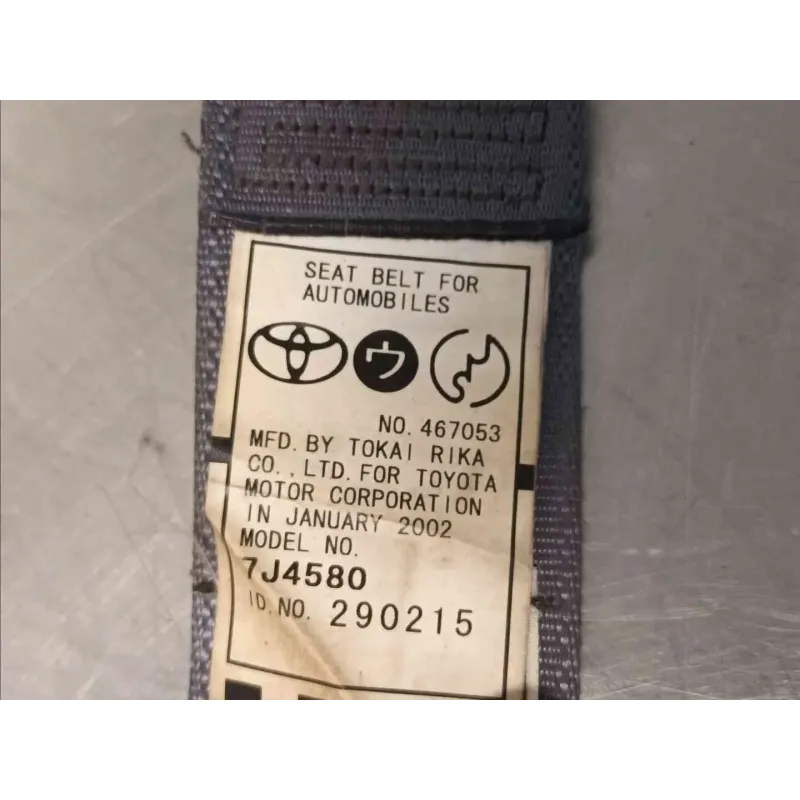 SEAT BELT FOR
AUTOMOBILES
ウ
NO. 467053
MFD. BY TOKAI RIKA
CO., LTD. FOR TOYOTA
MOTOR CORPORATION
IN JANUARY 2002
MODEL NO.
7J4580
ID. NO. 290215